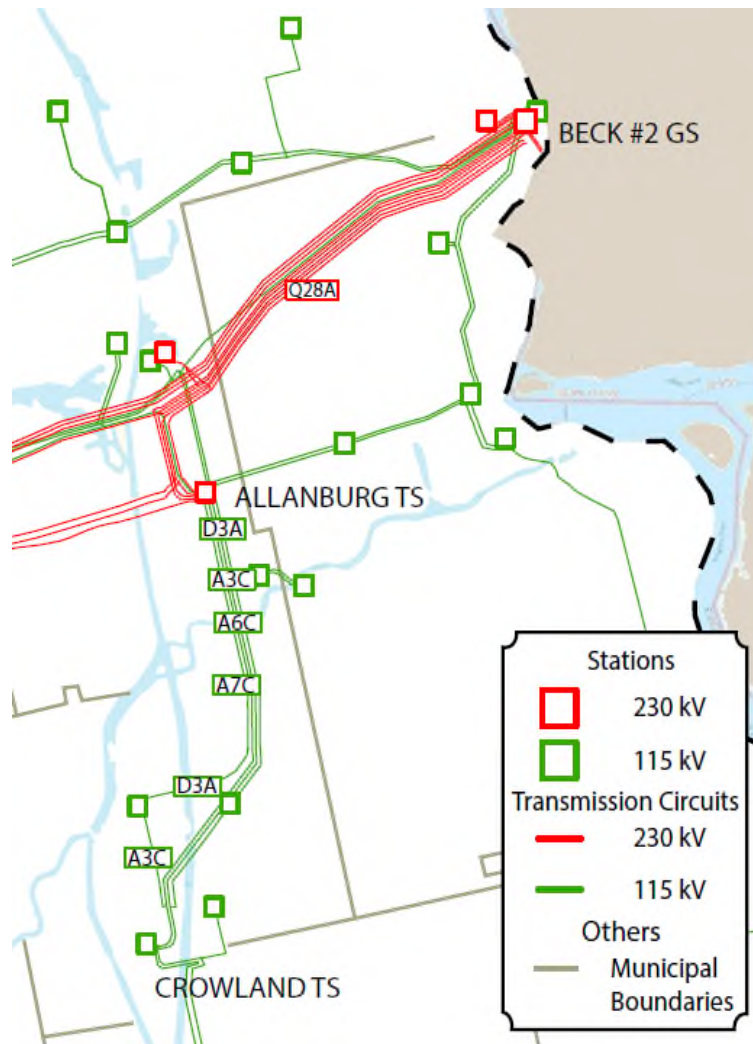 BECK #2 GS
Q28A
ALLANBURG TS
D3A
A3C
A6C
A7C
D3A
A3C
CROWLAND TS
Stations
230 kV
115 kV
Transmission Circuits
230 kV
115 kV
Others
Municipal
Boundaries